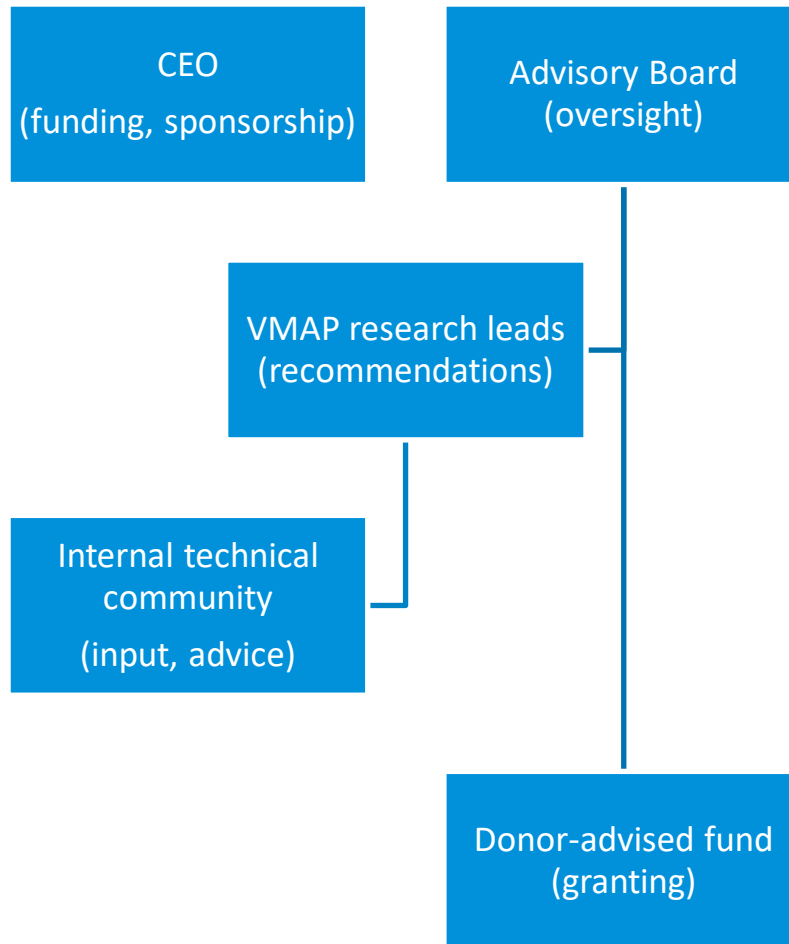 CEO
(funding, sponsorship)
Advisory Board
(oversight)
VMAP research leads
(recommendations)
Internal technical
community
(input, advice)
Donor-advised fund
(granting)